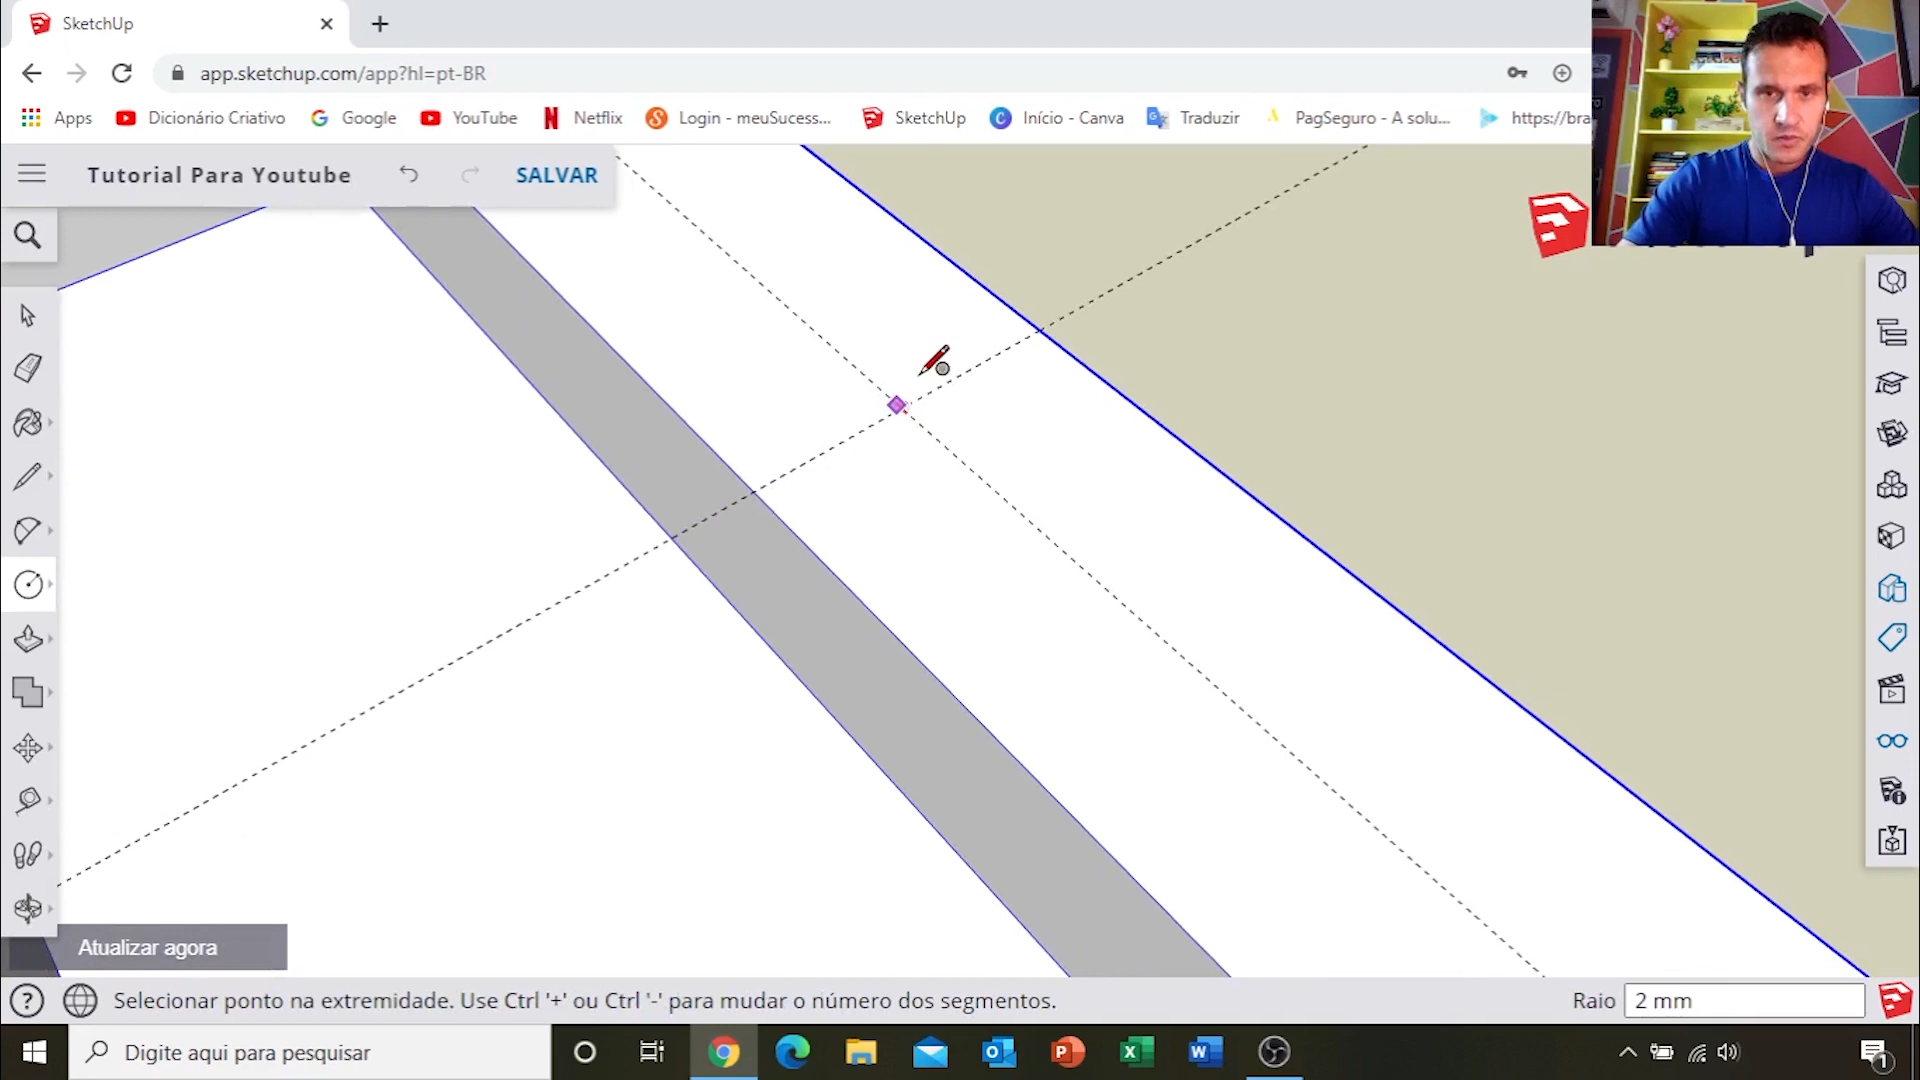 SketchUp
app.sketchup.com/app?hl=pt-BR
Apps Dicionário Criativo Google YouTube Netflix Login - meuSucess... SketchUp Início - Canva Traduzir PagSeguro - A solu... https://bra
Tutorial Para Youtube SALVAR
Atualizar agora
Selecionar ponto na extremidade. Use Ctrl '+' ou Ctrl '-' para mudar o número dos segmentos. Raio 2 mm
Digite aqui para pesquisar
1